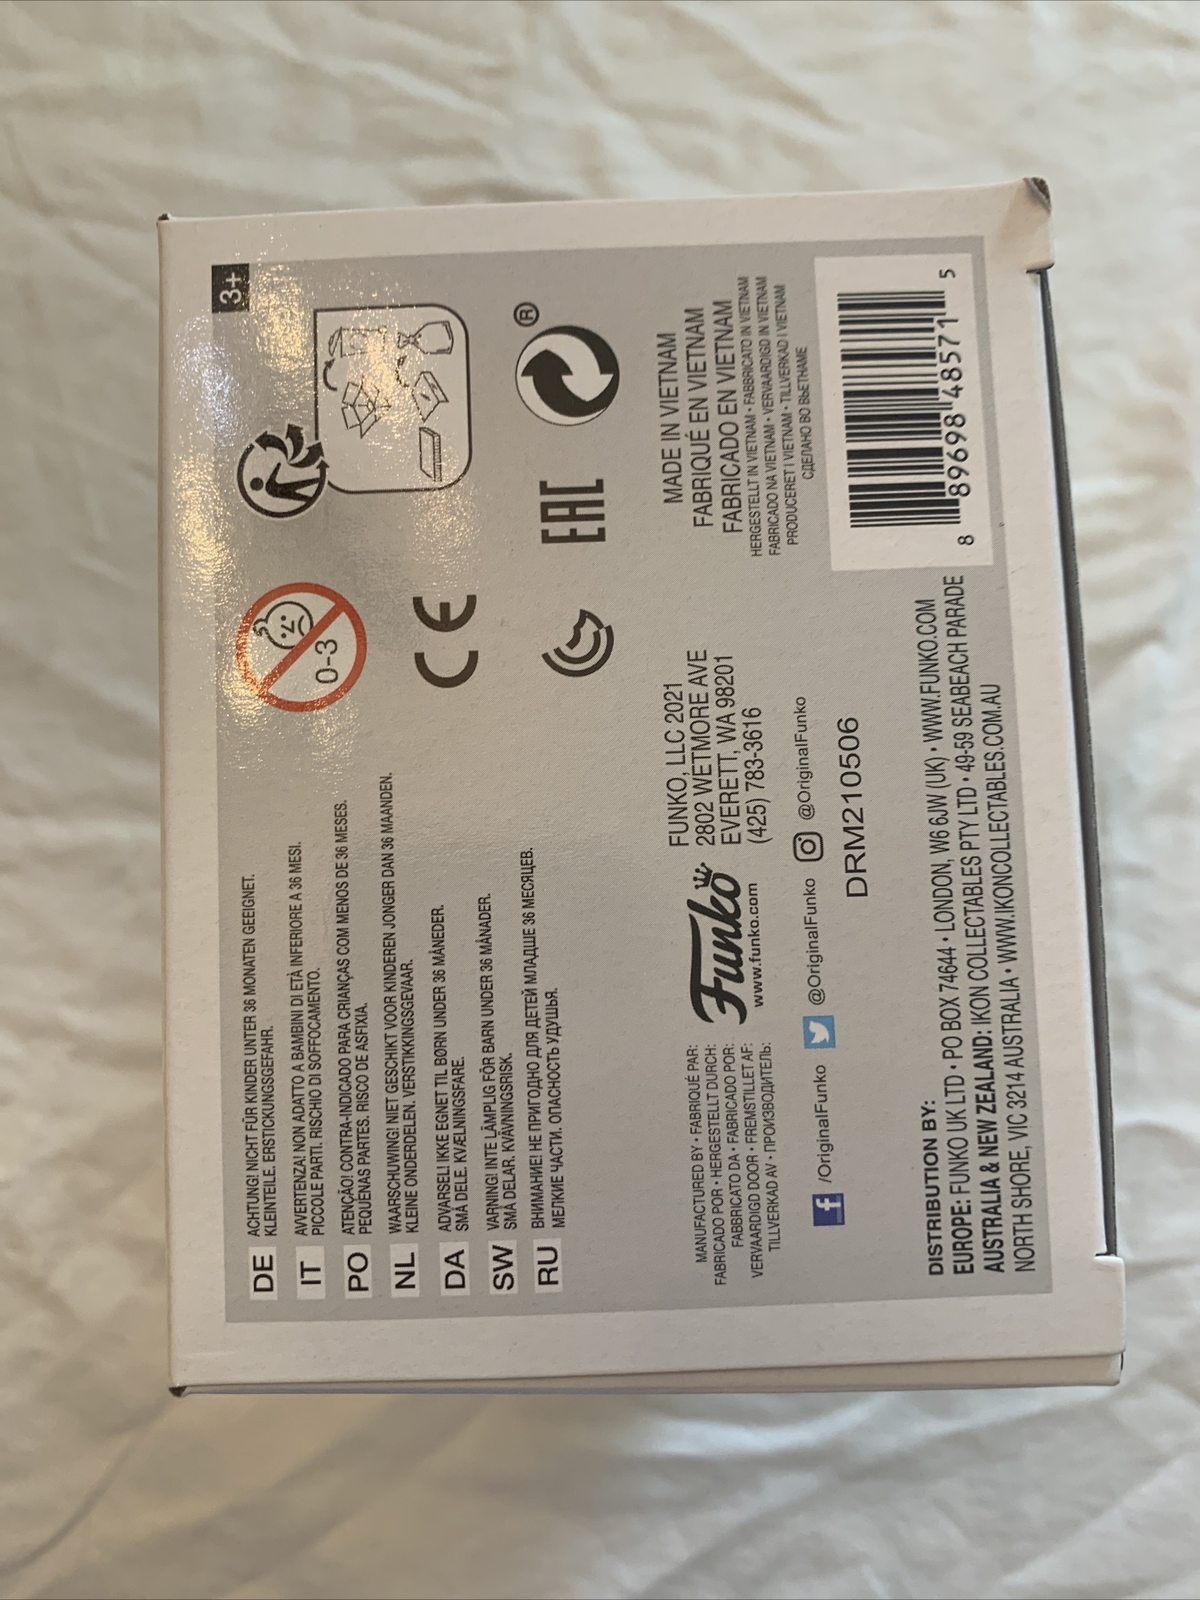 3+
DE ACHTUNG! NICHT FÜR KINDER UNTER 36 MONATEN GEEIGNET.
KLEINTEILE. ERSTICKUNGSGEFAHR.
IT AVVERTENZA! NON ADATTO A BAMBINI DI ETÀ INFERIORE A 36 MESI.
PICCOLE PARTI. RISCHIO DI SOFFOCAMENTO.
PO ATENÇÃO! CONTRA-INDICADO PARA CRIANÇAS COM MENOS DE 36 MESES.
PEQUENAS PARTES. RISCO DE ASFIXIA.
NL WAARSCHUWING! NIET GESCHIKT VOOR KINDEREN JONGER DAN 36 MAANDEN.
KLEINE ONDERDELEN. VERSTIKKINGSGEVAAR.
DA ADVARSEL! IKKE EGNET TIL BØRN UNDER 36 MÅNEDER.
SMÅ DELE. KVÆLNINGSFARE.
SW VARNING! INTE LÄMPLIG FÖR BARN UNDER 36 MÅNADER.
SMÅ DELAR. KVÄVNINGSRISK.
RU ВНИМАНИЕ! НЕ ПРИГОДНО ДЛЯ ДЕТЕЙ МЛАДШЕ 36 МЕСЯЦЕВ.
МЕЛКИЕ ЧАСТИ. ОПАСНОСТЬ УДУШЬЯ.
0-3
CE
EAC
®
MANUFACTURED BY • FABRIQUÉ PAR:
FABRICADO POR • HERGESTELLT DURCH:
FABBRICATO DA • FABRICADO POR:
VERVAARDIGD DOOR • FREMSTILLET AF:
TILLVERKAD AV • ПРОИЗВОДИТЕЛЬ:
Funko
www.funko.com
FUNKO, LLC 2021
2802 WETMORE AVE
EVERETT, WA 98201
(425) 783-3616
MADE IN VIETNAM
FABRIQUÉ EN VIETNAM
FABRICADO EN VIETNAM
HERGESTELLT IN VIETNAM • FABBRICATO IN VIETNAM
FABRICADO NA VIETNAM • VERVAARDIGD IN VIETNAM
PRODUCERET I VIETNAM • TILLVERKAD I VIETNAM
СДЕЛАНО ВО ВЬЕТНАМЕ
f /OriginalFunko @OriginalFunko @OriginalFunko
DRM210506
DISTRIBUTION BY:
EUROPE: FUNKO UK LTD • PO BOX 74644 • LONDON, W6 6JW (UK) • WWW.FUNKO.COM
AUSTRALIA & NEW ZEALAND: IKON COLLECTABLES PTY LTD • 49-59 SEABEACH PARADE
NORTH SHORE, VIC 3214 AUSTRALIA • WWW.IKONCOLLECTABLES.COM.AU
8 89698 48571 5